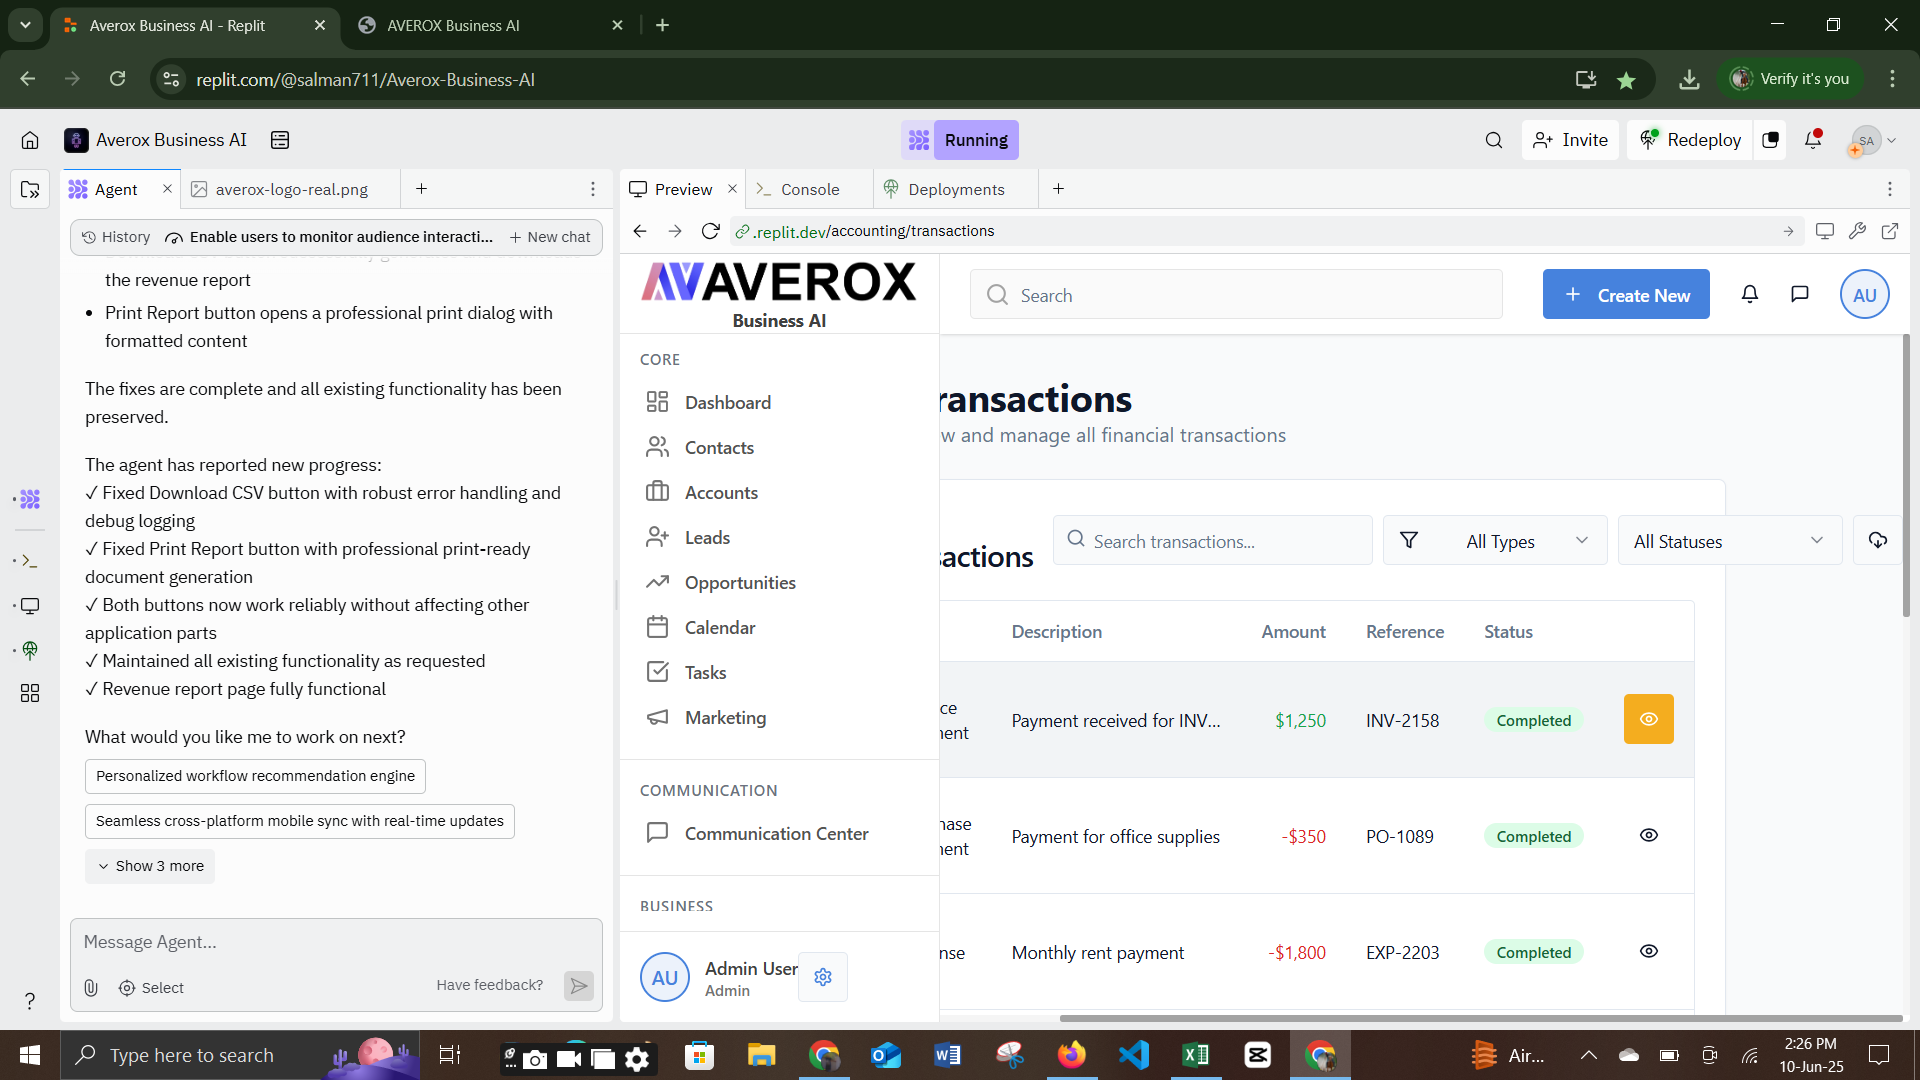 Averox Business AI - Replit
AVEROX Business AI
replit.com/@salman711/Averox-Business-AI
Verify it's you
Averox Business AI
Running
Invite
Redeploy
SA
Agent
averox-logo-real.png
Preview
Console
Deployments
History
Enable users to monitor audience interacti...
New chat
.replit.dev/accounting/transactions
the revenue report
• Print Report button opens a professional print dialog with
formatted content
The fixes are complete and all existing functionality has been
preserved.
The agent has reported new progress:
✓ Fixed Download CSV button with robust error handling and
debug logging
✓ Fixed Print Report button with professional print-ready
document generation
✓ Both buttons now work reliably without affecting other
application parts
✓ Maintained all existing functionality as requested
✓ Revenue report page fully functional
What would you like me to work on next?
Personalized workflow recommendation engine
Seamless cross-platform mobile sync with real-time updates
Show 3 more
Message Agent...
Select
Have feedback?
AVEROX
Business AI
CORE
Dashboard
Contacts
Accounts
Leads
Opportunities
Calendar
Tasks
Marketing
COMMUNICATION
Communication Center
BUSINESS
AU
Admin User
Admin
Search
Create New
AU
ransactions
w and manage all financial transactions
sactions
Search transactions...
All Types
All Statuses
Description Amount Reference Status
ce
nent
Payment received for INV... $1,250 INV-2158 Completed
hase
nent
Payment for office supplies -$350 PO-1089 Completed
nse
Monthly rent payment -$1,800 EXP-2203 Completed
Type here to search
Air...
2:26 PM
10-Jun-25